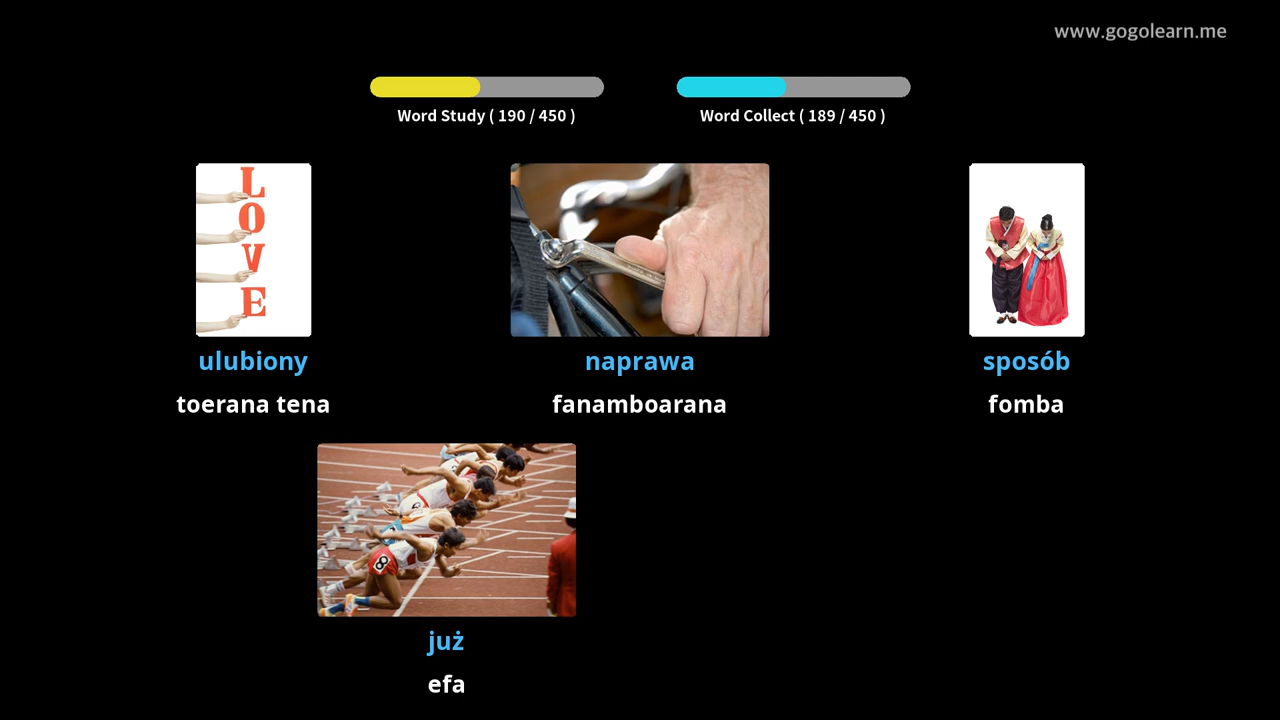 www.gogolearn.me
Word Study ( 190 / 450 )
Word Collect ( 189 / 450 )
L
O
V
E
ulubiony
naprawa
sposób
toerana tena
fanamboarana
fomba
8
już
efa